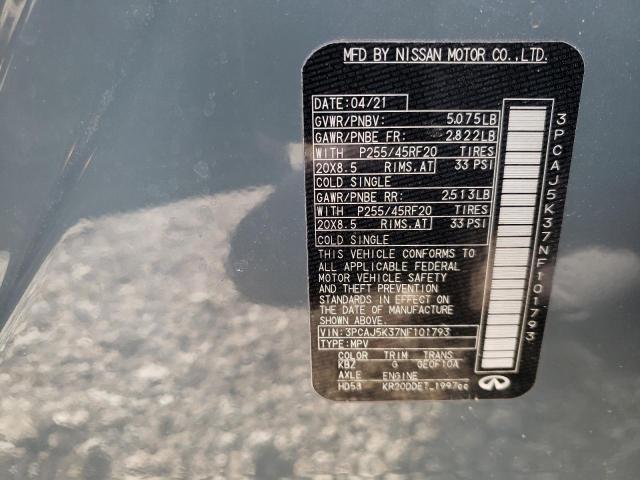 MFD BY NISSAN MOTOR CO.,LTD.
DATE: 04/21
GVWR/PNBV: 5.075LB
GAWR/PNBE FR: 2.822LB
WITH P255/45RF20 TIRES
20X8.5 RIMS.AT 33 PSI
COLD SINGLE
GAWR/PNBE RR: 2.513LB
WITH P255/45RF20 TIRES
20X8.5 RIMS.AT 33 PSI
COLD SINGLE
THIS VEHICLE CONFORMS TO
ALL APPLICABLE FEDERAL
MOTOR VEHICLE SAFETY
AND THEFT PREVENTION
STANDARDS IN EFFECT ON
THE DATE OF MANUFACTURE
SHOWN ABOVE.
VIN: 3PCAJ5K37NF101793
TYPE: MPV
COLOR TRIM TRANS
KBZ G GE0F10A
AXLE ENGINE
HD53 KR20DDET 1997cc
3PCAJ5K37NF101793